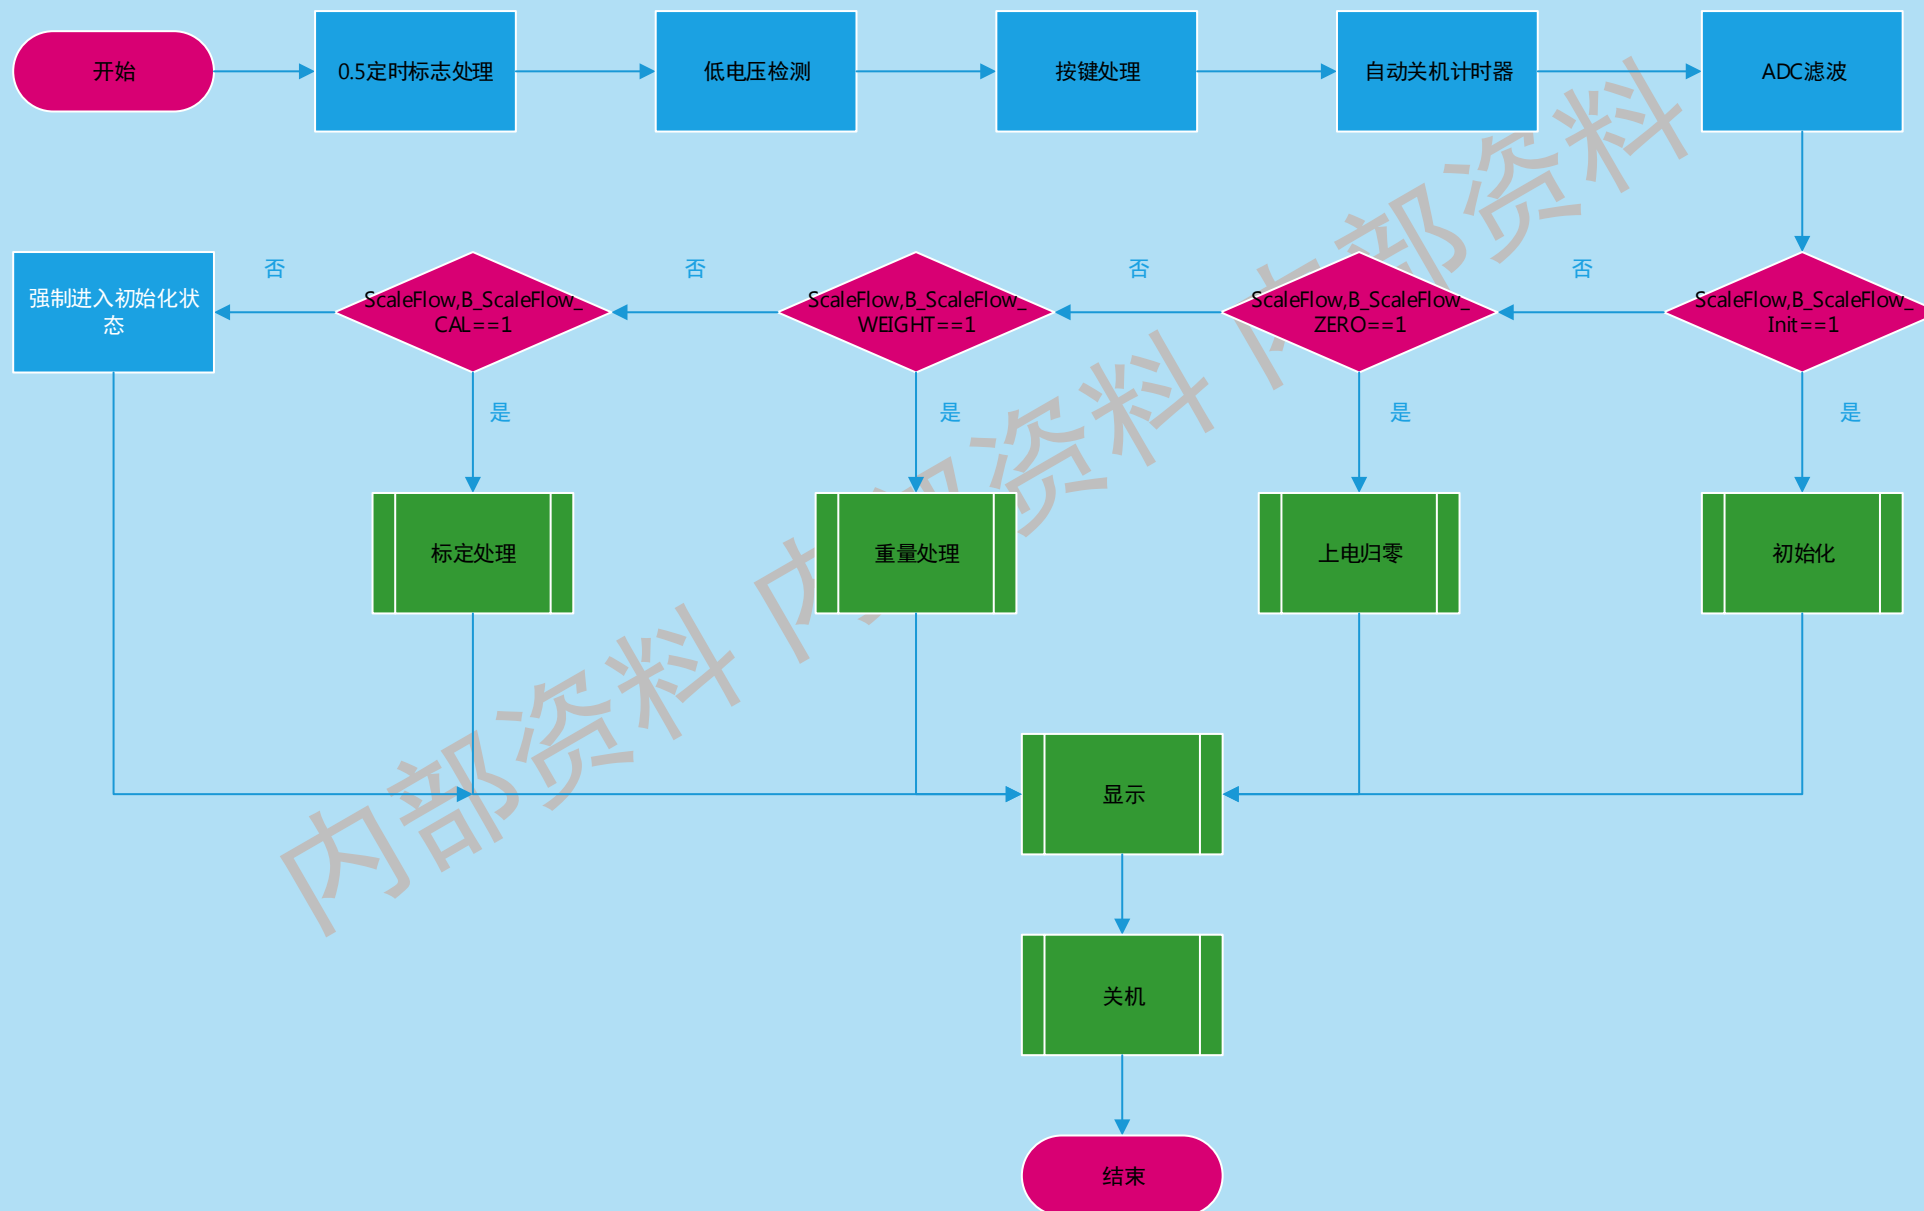 开始
0.5定时标志处理
低电压检测
按键处理
自动关机计时器
ADC滤波
强制进入初始化状
态
否
ScaleFlow,B_ScaleFlow_
CAL==1
否
ScaleFlow,B_ScaleFlow_
WEIGHT==1
否
ScaleFlow,B_ScaleFlow_
ZERO==1
否
ScaleFlow,B_ScaleFlow_
Init==1
是
是
是
是
标定处理
重量处理
上电归零
初始化
内部资料 内部资料 内部资料
显示
关机
结束